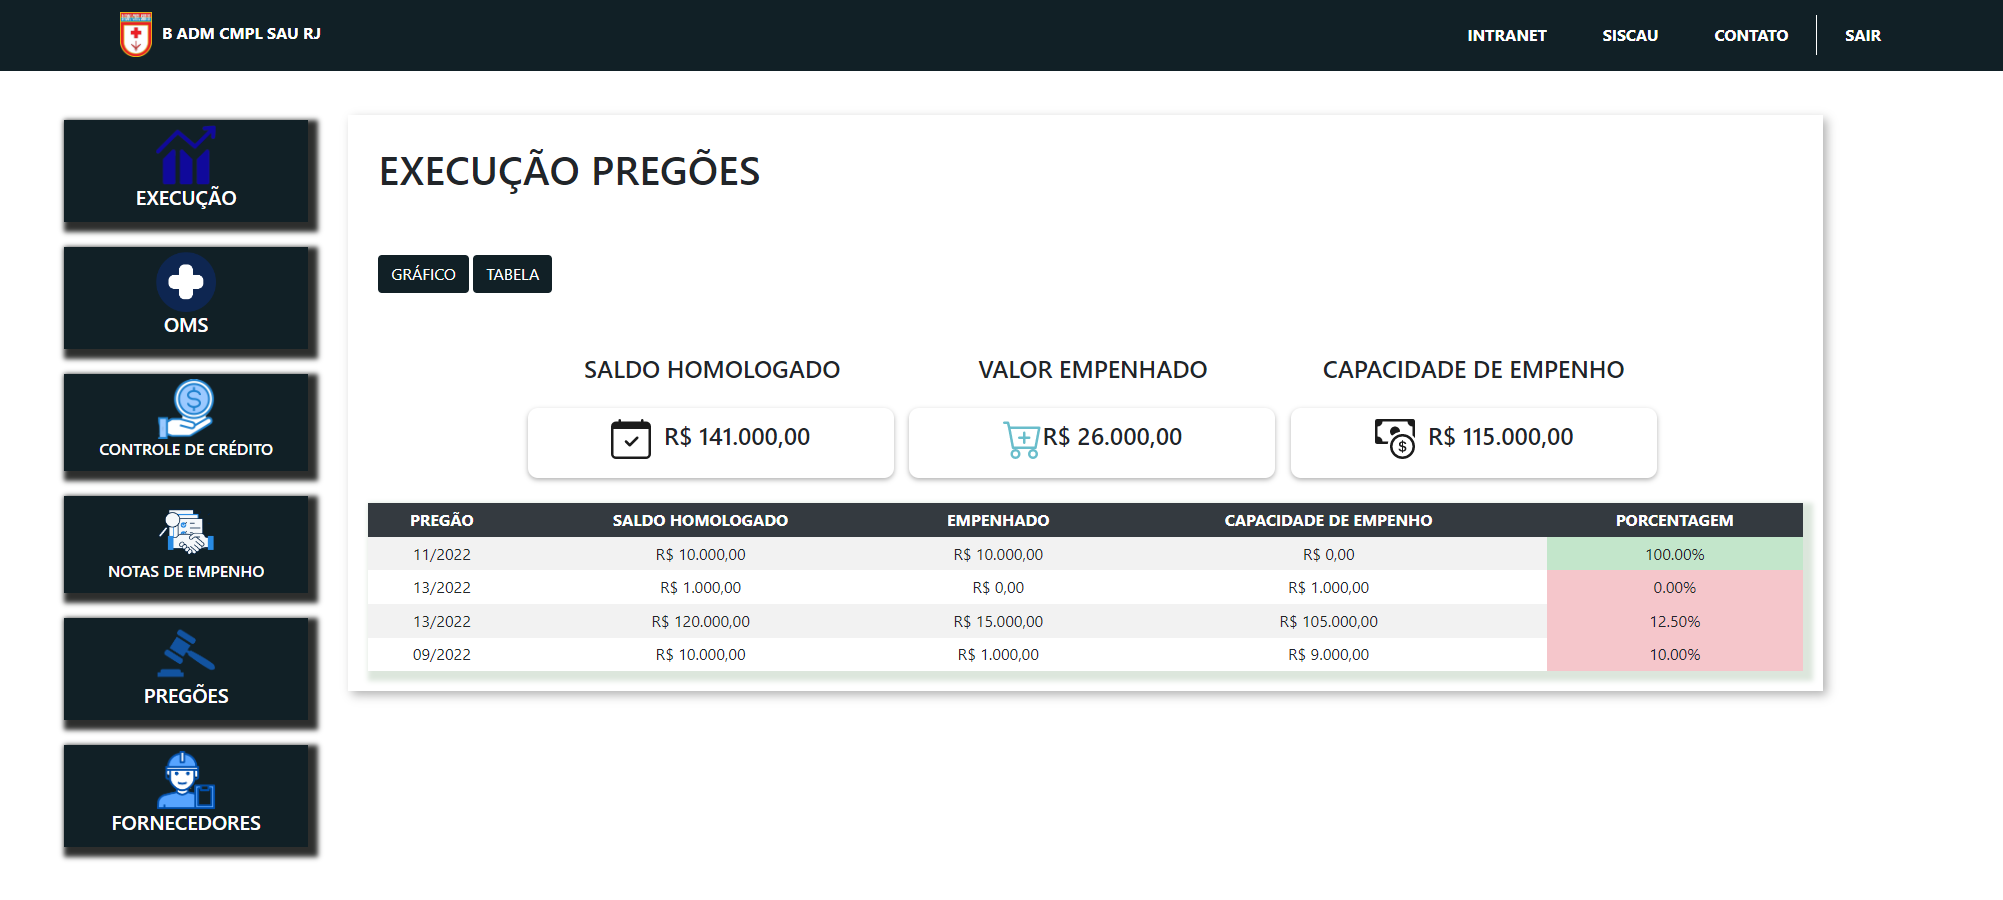 B ADM CMPL SAU RJ
INTRANET SISCAU CONTATO SAIR
EXECUÇÃO
OMS
CONTROLE DE CRÉDITO
NOTAS DE EMPENHO
PREGÕES
FORNECEDORES
EXECUÇÃO PREGÕES
GRÁFICO TABELA
SALDO HOMOLOGADO VALOR EMPENHADO CAPACIDADE DE EMPENHO
R$ 141.000,00 R$ 26.000,00 R$ 115.000,00
PREGÃO SALDO HOMOLOGADO EMPENHADO CAPACIDADE DE EMPENHO PORCENTAGEM
11/2022 R$ 10.000,00 R$ 10.000,00 R$ 0,00 100.00%
13/2022 R$ 1.000,00 R$ 0,00 R$ 1.000,00 0.00%
13/2022 R$ 120.000,00 R$ 15.000,00 R$ 105.000,00 12.50%
09/2022 R$ 10.000,00 R$ 1.000,00 R$ 9.000,00 10.00%